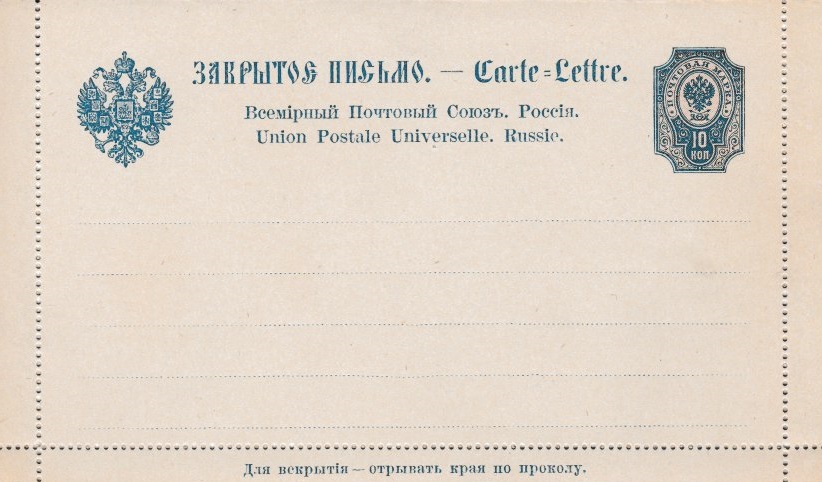 ЗАКРЫТОЕ ПИСЬМО. — Carte-Lettre.
Всемірный Почтовый Союзъ. Россія.
Union Postale Universelle. Russie.
ПОЧТОВАЯ МАРКА
10
КОП
Для вскрытія — отрывать края по проколу.